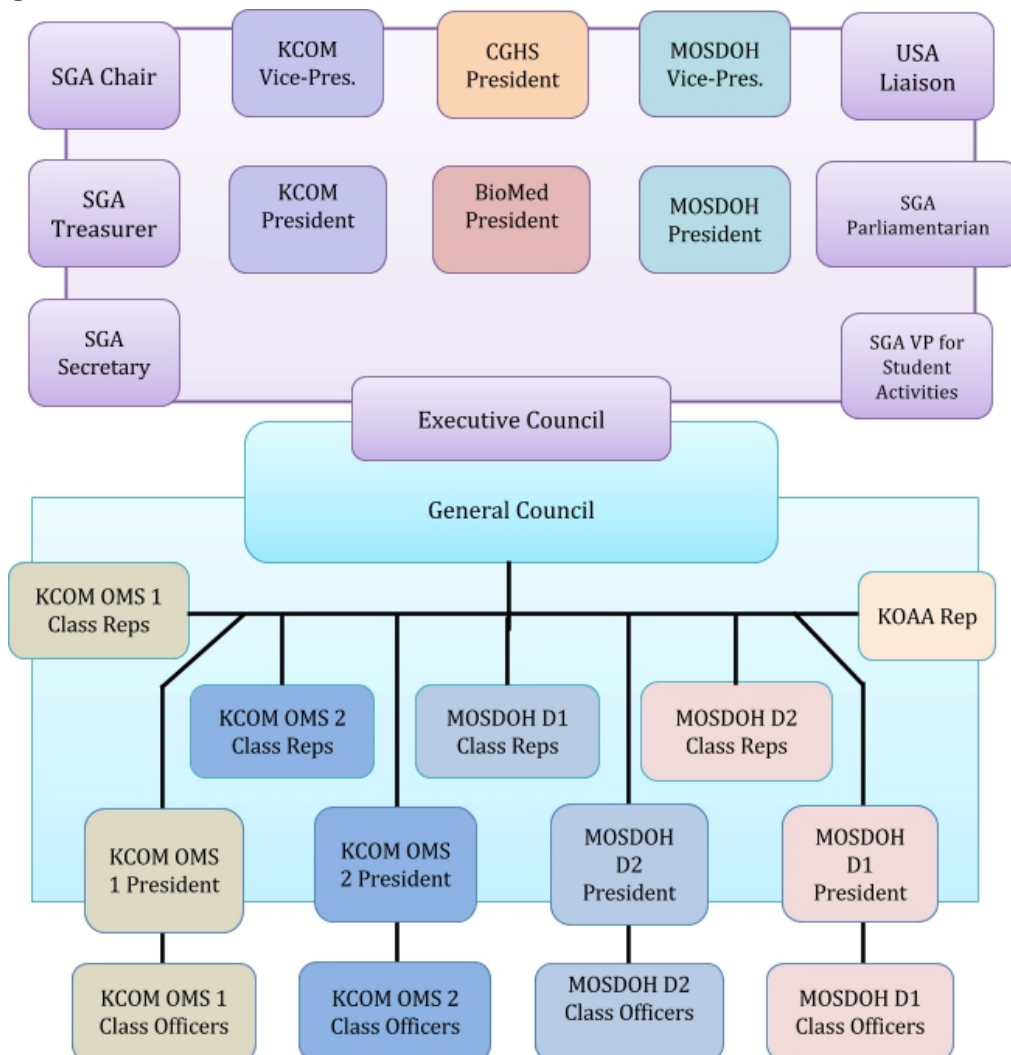 SGA Chair
KCOM
Vice-Pres.
CGHS
President
MOSDOH
Vice-Pres.
USA
Liaison
SGA
Treasurer
KCOM
President
BioMed
President
MOSDOH
President
SGA
Parliamentarian
SGA
Secretary
SGA VP for
Student
Activities
Executive Council
General Council
KCOM OMS 1
Class Reps
KOAA Rep
KCOM OMS 2
Class Reps
MOSDOH D1
Class Reps
MOSDOH D2
Class Reps
KCOM OMS
1 President
KCOM OMS
2 President
MOSDOH
D2
President
MOSDOH
D1
President
KCOM OMS 1
Class Officers
KCOM OMS 2
Class Officers
MOSDOH D2
Class Officers
MOSDOH D1
Class Officers